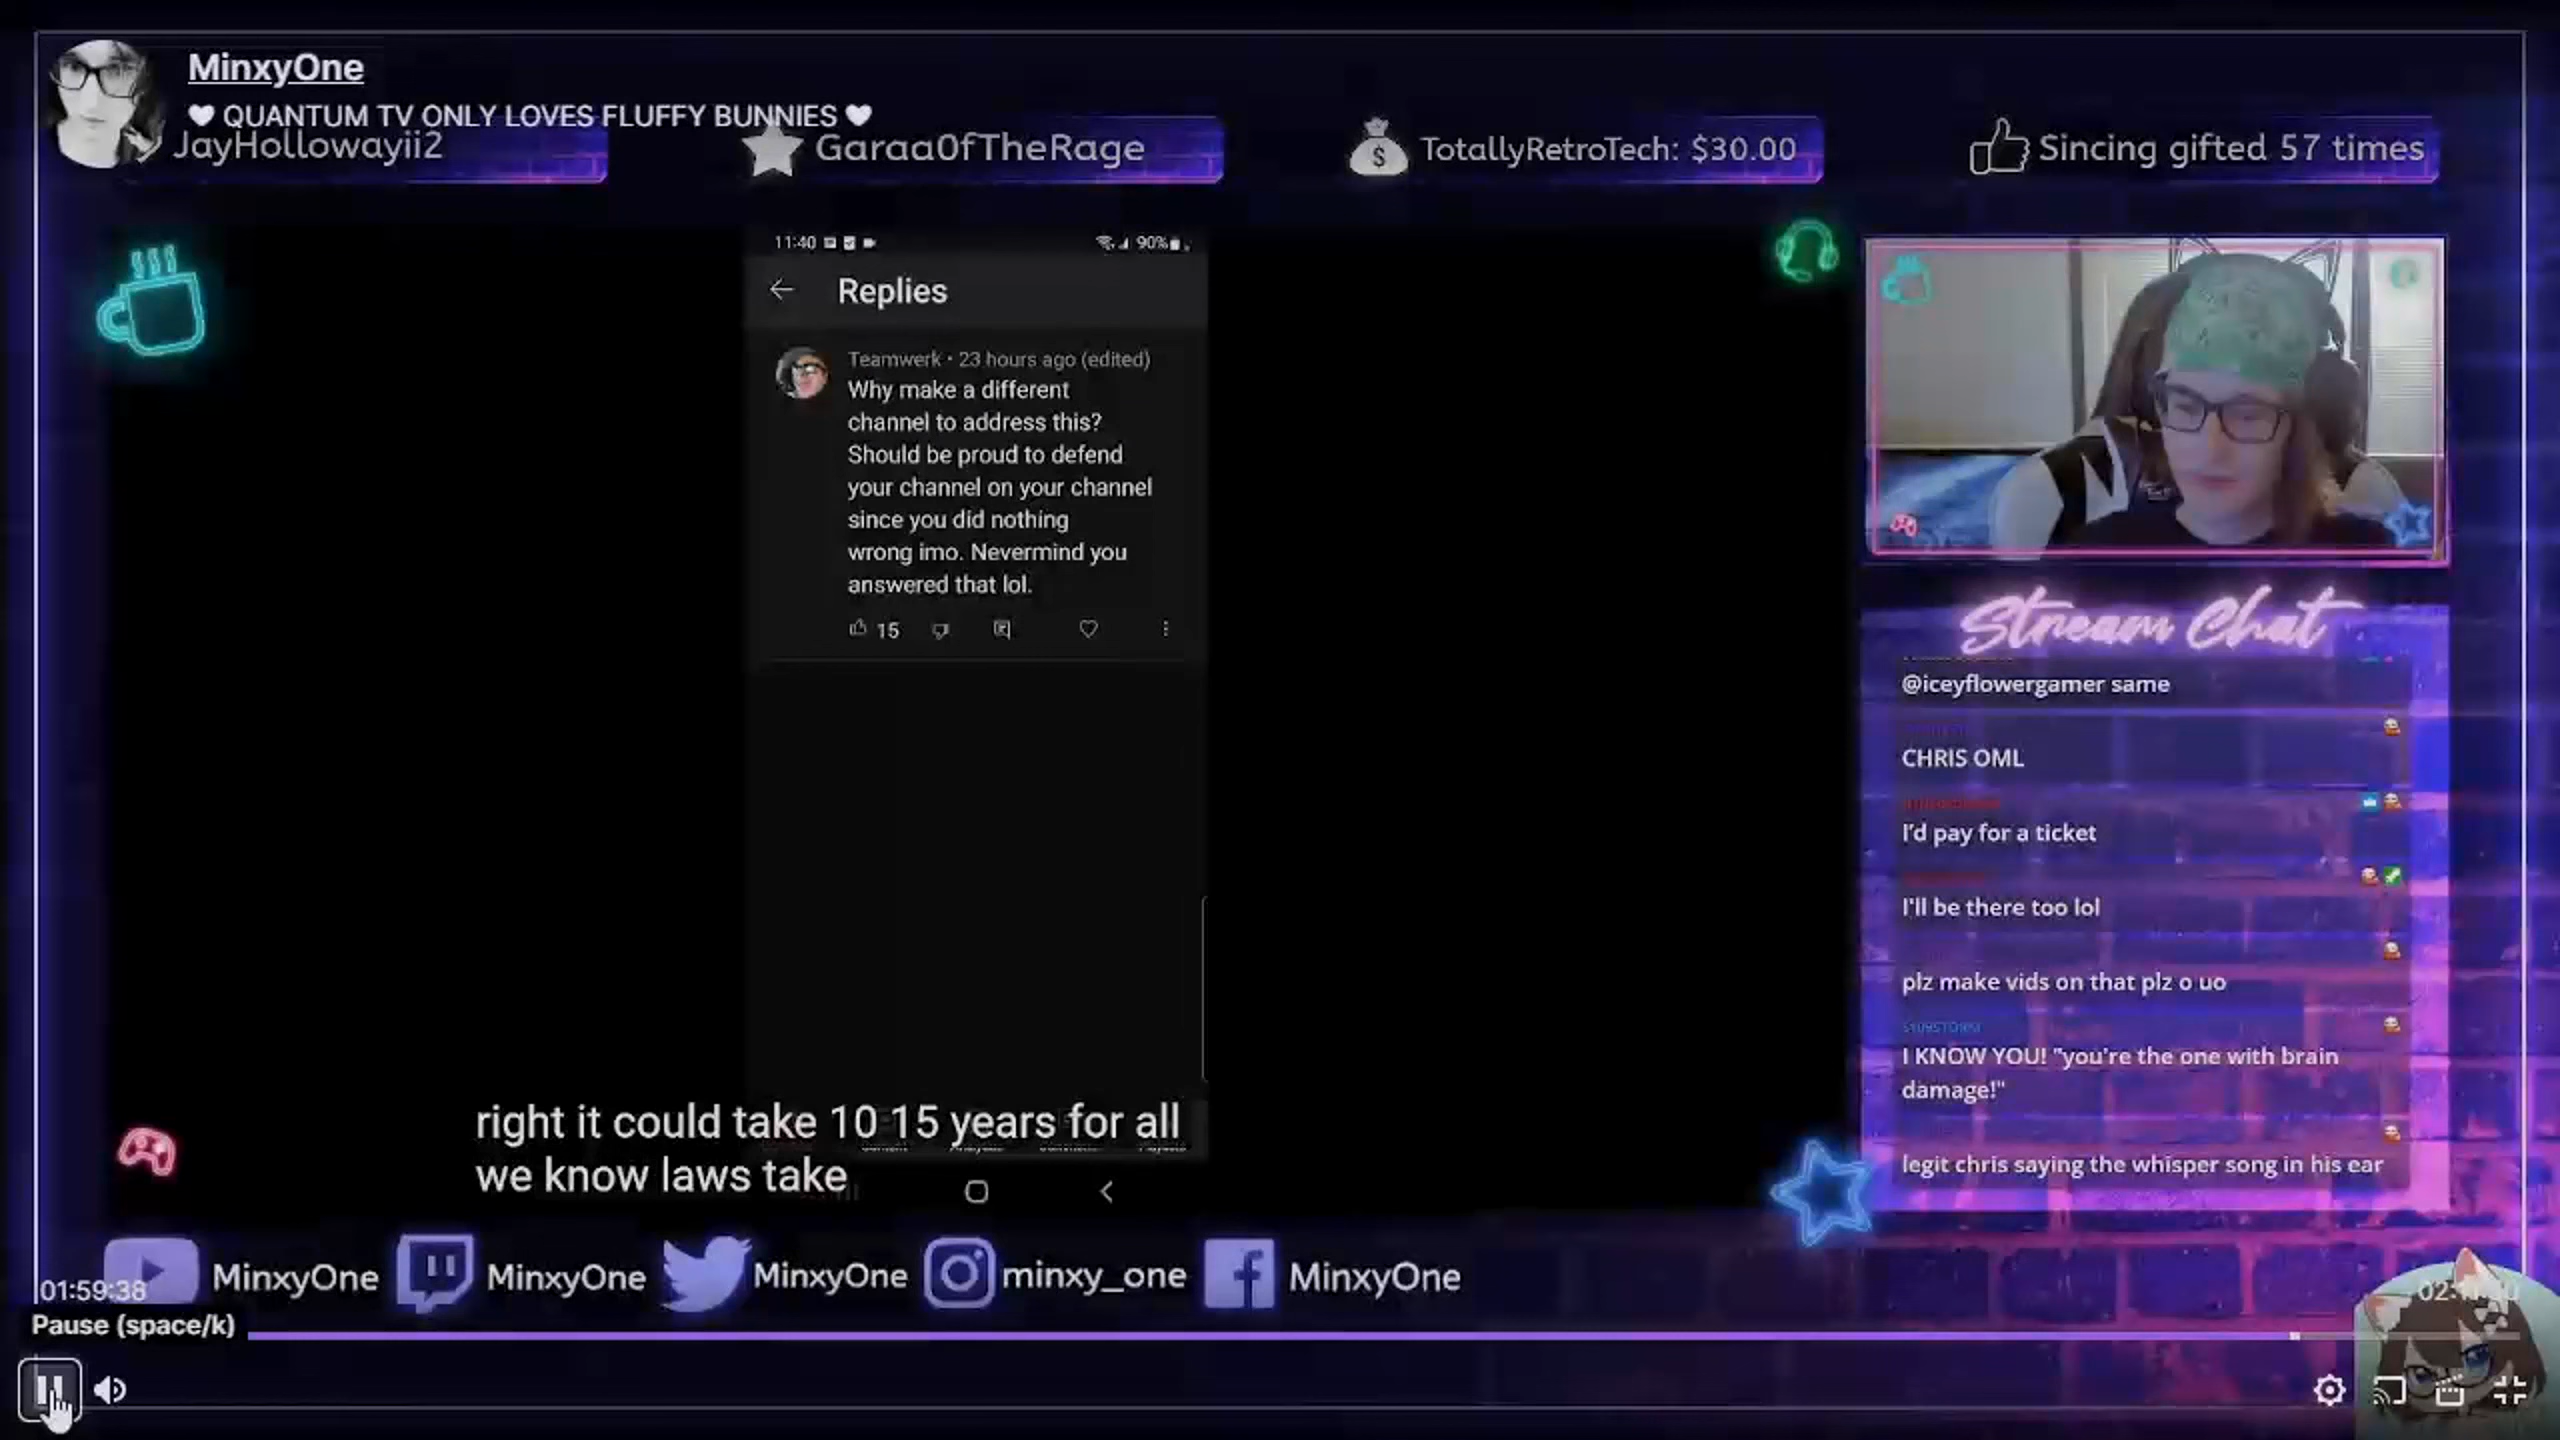 MinxyOne
🤍 QUANTUM TV ONLY LOVES FLUFFY BUNNIES 🤍
JayHollowayii2
Garaa0fTheRage
TotallyRetroTech: $30.00
Sincing gifted 57 times
11:40
90%
Replies
Teamwerk • 23 hours ago (edited)
Why make a different
channel to address this?
Should be proud to defend
your channel on your channel
since you did nothing
wrong imo. Nevermind you
answered that lol.
15
Stream Chat
@iceyflowergamer same
CHRIS OML
I'd pay for a ticket
I'll be there too lol
plz make vids on that plz o uo
I KNOW YOU! "you're the one with brain
damage!"
legit chris saying the whisper song in his ear
right it could take 10 15 years for all
we know laws take
MinxyOne
MinxyOne
MinxyOne
minxy_one
MinxyOne
01:59:38
Pause (space/k)